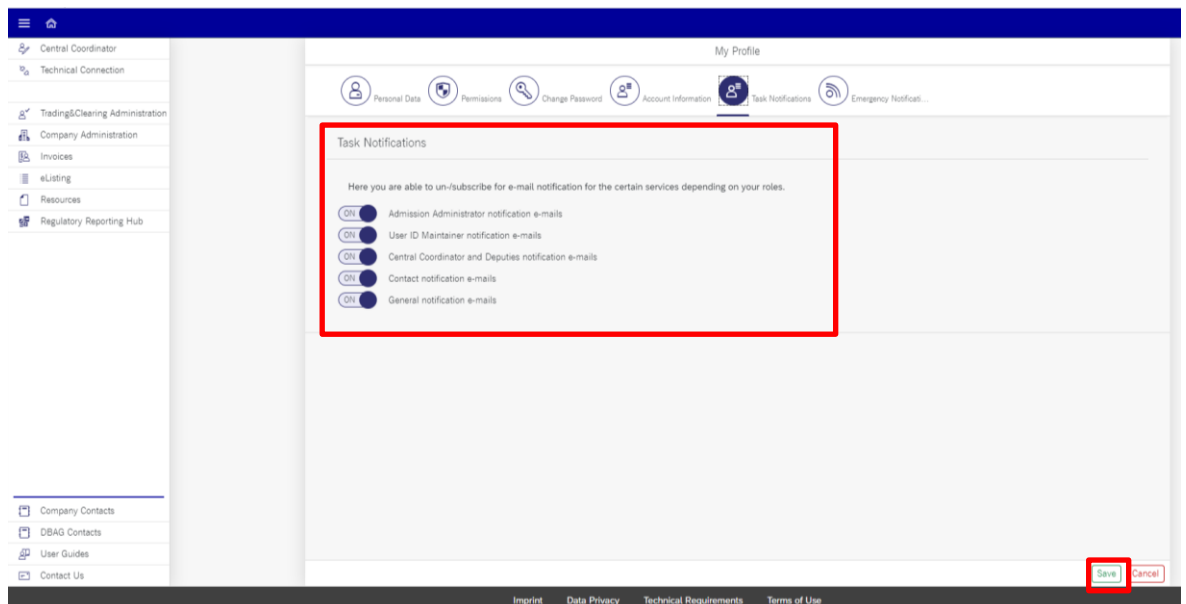 Central Coordinator
Technical Connection
Trading&Clearing Administration
Company Administration
Invoices
eListing
Resources
Regulatory Reporting Hub
Company Contacts
DBAG Contacts
User Guides
Contact Us
My Profile
Personal Data
Permissions
Change Password
Account Information
Task Notifications
Emergency Notificati...
Task Notifications
Here you are able to un-/subscribe for e-mail notification for the certain services depending on your roles.
ON Admission Administrator notification e-mails
ON User ID Maintainer notification e-mails
ON Central Coordinator and Deputies notification e-mails
ON Contact notification e-mails
ON General notification e-mails
Save Cancel
Imprint Data Privacy Technical Requirements Terms of Use